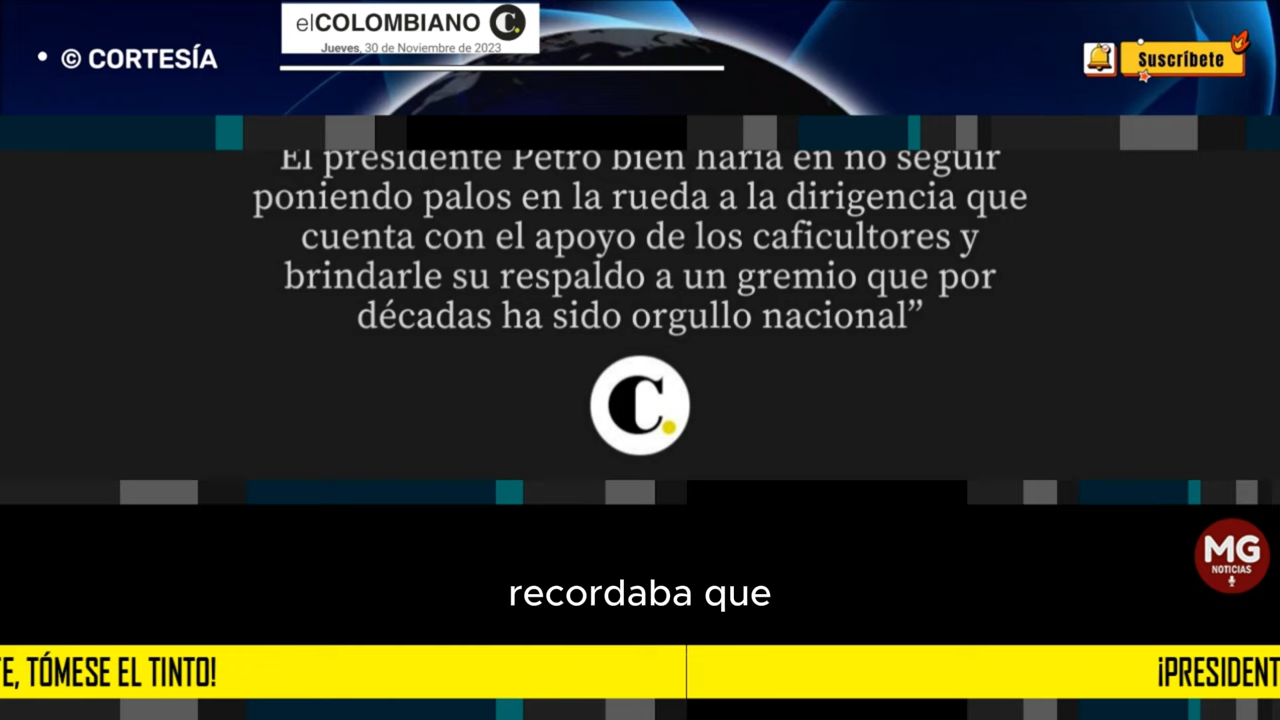 elCOLOMBIANO C.
Jueves, 30 de Noviembre de 2023
• © CORTESÍA
Suscríbete
El presidente Petro bien haría en no seguir
poniendo palos en la rueda a la dirigencia que
cuenta con el apoyo de los caficultores y
brindarle su respaldo a un gremio que por
décadas ha sido orgullo nacional”
C.
MG
NOTICIAS
recordaba que
E, TÓMESE EL TINTO!
¡PRESIDENT